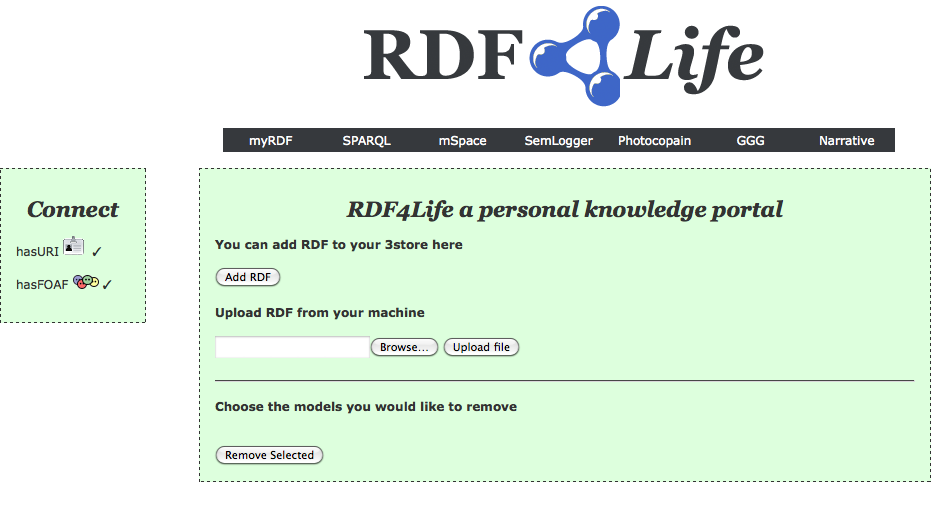 RDF Life
myRDF SPARQL mSpace SemLogger Photocopain GGG Narrative
Connect
hasURI ✓
hasFOAF ✓
RDF4Life a personal knowledge portal
You can add RDF to your 3store here
Add RDF
Upload RDF from your machine
Browse... Upload file
Choose the models you would like to remove
Remove Selected